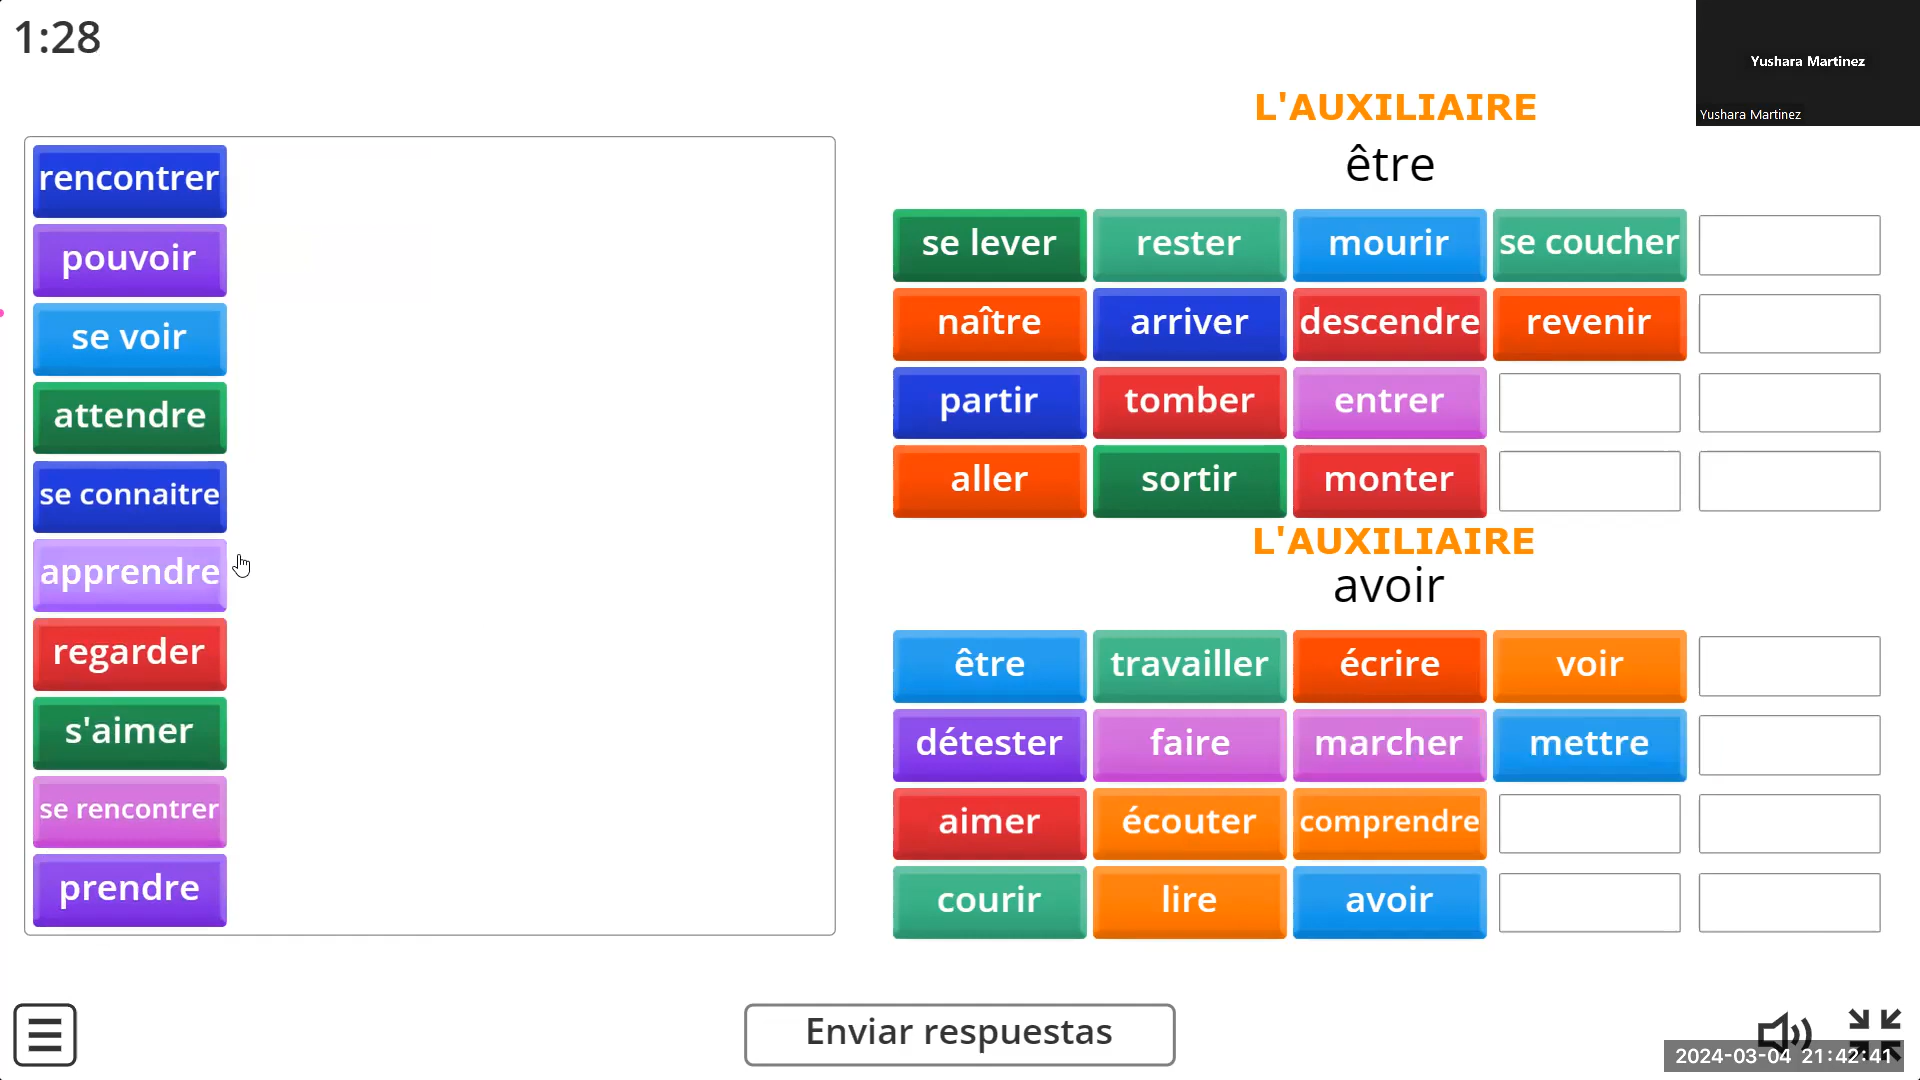 1:28
Yushara Martinez
Yushara Martinez
L'AUXILIAIRE
être
rencontrer
pouvoir
se voir
attendre
se connaitre
apprendre
regarder
s'aimer
se rencontrer
prendre
se lever rester mourir se coucher
naître arriver descendre revenir
partir tomber entrer
aller sortir monter
L'AUXILIAIRE
avoir
être travailler écrire voir
détester faire marcher mettre
aimer écouter comprendre
courir lire avoir
Enviar respuestas
2024-03-04 21:42:41